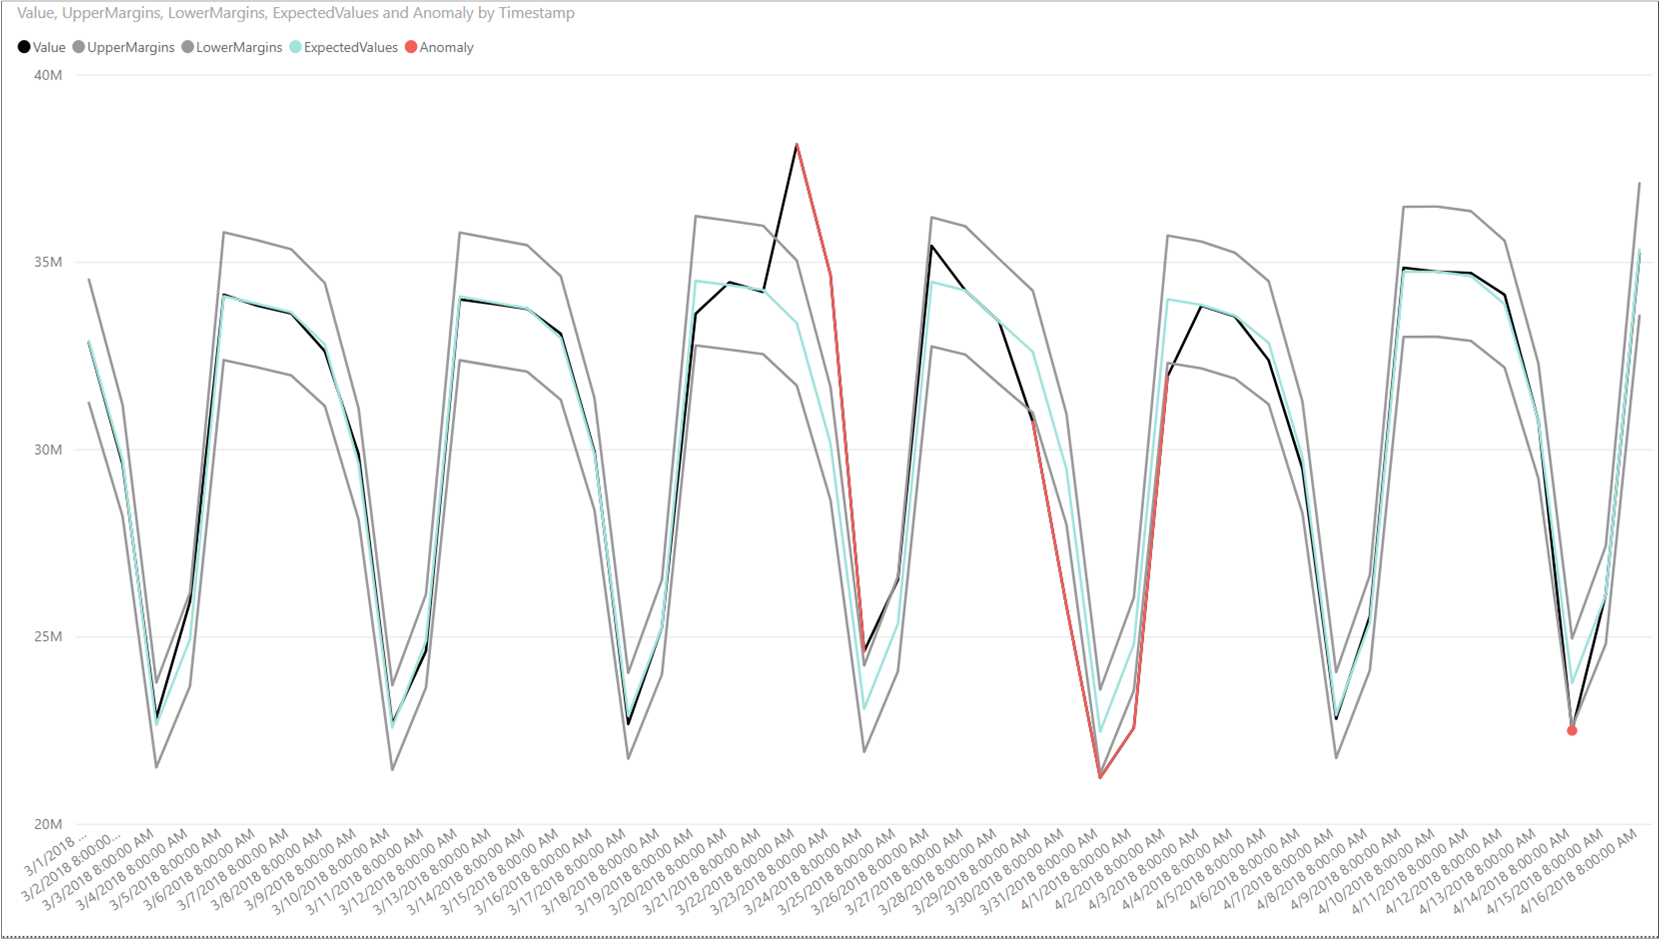 Value, UpperMargins, LowerMargins, ExpectedValues and Anomaly by Timestamp
Value UpperMargins LowerMargins ExpectedValues Anomaly
40M
35M
30M
25M
20M
3/1/2018 ...
3/2/2018 8:00:00...
3/3/2018 8:00:00 AM
3/4/2018 8:00:00 AM
3/5/2018 8:00:00 AM
3/6/2018 8:00:00 AM
3/7/2018 8:00:00 AM
3/8/2018 8:00:00 AM
3/9/2018 8:00:00 AM
3/10/2018 8:00:00 AM
3/11/2018 8:00:00 AM
3/12/2018 8:00:00 AM
3/13/2018 8:00:00 AM
3/14/2018 8:00:00 AM
3/15/2018 8:00:00 AM
3/16/2018 8:00:00 AM
3/17/2018 8:00:00 AM
3/18/2018 8:00:00 AM
3/19/2018 8:00:00 AM
3/20/2018 8:00:00 AM
3/21/2018 8:00:00 AM
3/22/2018 8:00:00 AM
3/23/2018 8:00:00 AM
3/24/2018 8:00:00 AM
3/25/2018 8:00:00 AM
3/26/2018 8:00:00 AM
3/27/2018 8:00:00 AM
3/28/2018 8:00:00 AM
3/29/2018 8:00:00 AM
3/30/2018 8:00:00 AM
3/31/2018 8:00:00 AM
4/1/2018 8:00:00 AM
4/2/2018 8:00:00 AM
4/3/2018 8:00:00 AM
4/4/2018 8:00:00 AM
4/5/2018 8:00:00 AM
4/6/2018 8:00:00 AM
4/7/2018 8:00:00 AM
4/8/2018 8:00:00 AM
4/9/2018 8:00:00 AM
4/10/2018 8:00:00 AM
4/11/2018 8:00:00 AM
4/12/2018 8:00:00 AM
4/13/2018 8:00:00 AM
4/14/2018 8:00:00 AM
4/15/2018 8:00:00 AM
4/16/2018 8:00:00 AM